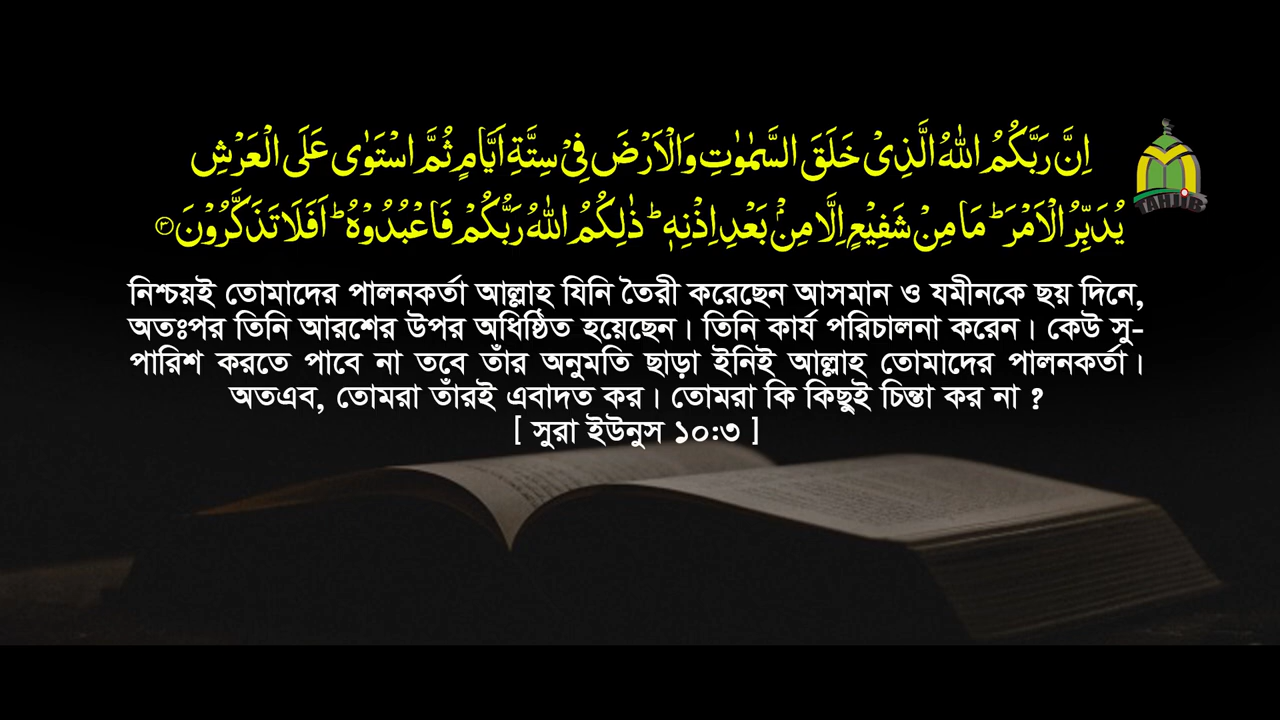 اِنَّ رَبَّكُمُ اللّٰهُ الَّذِىْ خَلَقَ السَّمٰوٰتِ وَالْاَرْضَ فِىْ سِتَّةِ اَيَّامٍ ثُمَّ اسْتَوٰى عَلَى الْعَرْشِ
يُدَبِّرُ الْاَمْرَ ؕ مَا مِنْ شَفِيْعٍ اِلَّا مِنْۢ بَعْدِ اِذْنِهٖ ؕ ذٰلِكُمُ اللّٰهُ رَبُّكُمْ فَاعْبُدُوْهُ ؕ اَفَلَا تَذَكَّرُوْنَ ﴿۳﴾
TAHJIB
নিশ্চয়ই তোমাদের পালনকর্তা আল্লাহ যিনি তৈরী করেছেন আসমান ও যমীনকে ছয় দিনে,
অতঃপর তিনি আরশের উপর অধিষ্ঠিত হয়েছেন। তিনি কার্য পরিচালনা করেন। কেউ সু-
পারিশ করতে পাবে না তবে তাঁর অনুমতি ছাড়া ইনিই আল্লাহ তোমাদের পালনকর্তা।
অতএব, তোমরা তাঁরই এবাদত কর। তোমরা কি কিছুই চিন্তা কর না ?
[ সুরা ইউনুস ১০:৩ ]